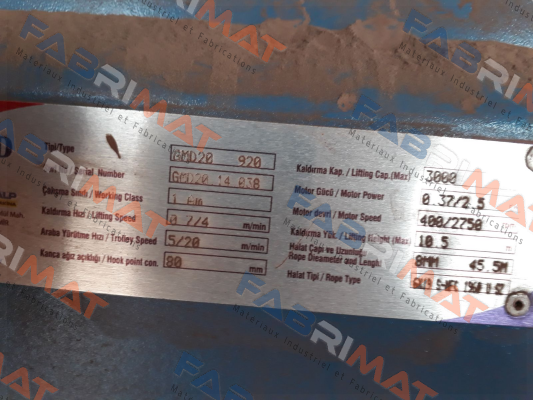 Tipi/Type GMD20 920
Serial Number GMD20 14 038
Çalışma Sınıfı / Working Class
Kaldırma Hızı / Lifting Speed 0.7/4 m/min
Araba Yürütme Hızı / Trolley Speed 5/20 m/min
Kanca ağız açıklığı / Hook point con. 80 mm
Kaldırma Kap. / Lifting Cap.(Max) 3000
Motor Gücü / Motor Power 0.37/2.5
Motor devri / Motor Speed 400/2750
Kaldırma Yük. / Lifting Height (Max) 10.5 m
Halat Çapı ve Uzunluğu
Rope Diameter and Lenght 8MM 45.5M
Halat Tipi / Rope Type
FABRIMAT
Matériaux Industriel et Fabrications